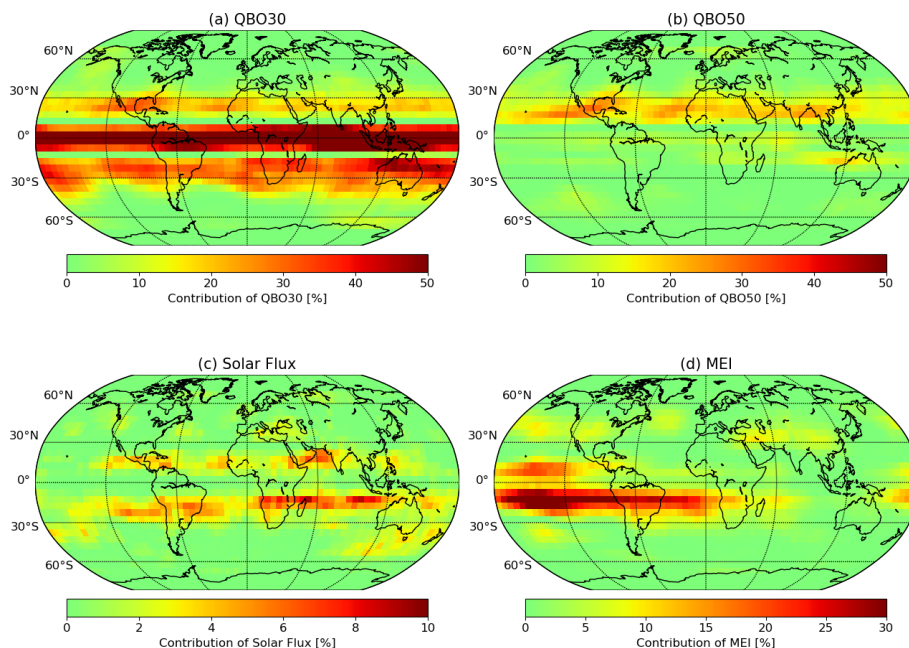 (a) QBO30
(b) QBO50
60°N
30°N
0°
30°S
60°S
60°N
30°N
0°
30°S
60°S
0 10 20 30 40 50
Contribution of QBO30 [%]
0 10 20 30 40 50
Contribution of QBO50 [%]
(c) Solar Flux
(d) MEI
60°N
30°N
0°
30°S
60°S
60°N
30°N
0°
30°S
60°S
0 2 4 6 8 10
Contribution of Solar Flux [%]
0 5 10 15 20 25 30
Contribution of MEI [%]